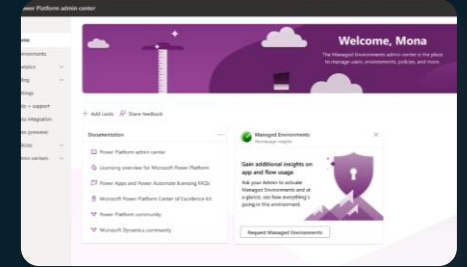 Power Platform admin center
Welcome, Mona
The Managed Environments admin center is the place
to manage users, environments, policies, and more.
+ Add cards Share feedback
Documentation
Power Platform admin center
Licensing overview for Microsoft Power Platform
Power Apps and Power Automate licensing FAQs
Microsoft Power Platform Center of Excellence Kit
Power Platform community
Microsoft Dynamics community
Managed Environments
Homepage insights
Gain additional insights on
app and flow usage
Ask your Admin to activate
Managed Environments and at
a glance, see how everything's
going in this environment.
Request Managed Environments